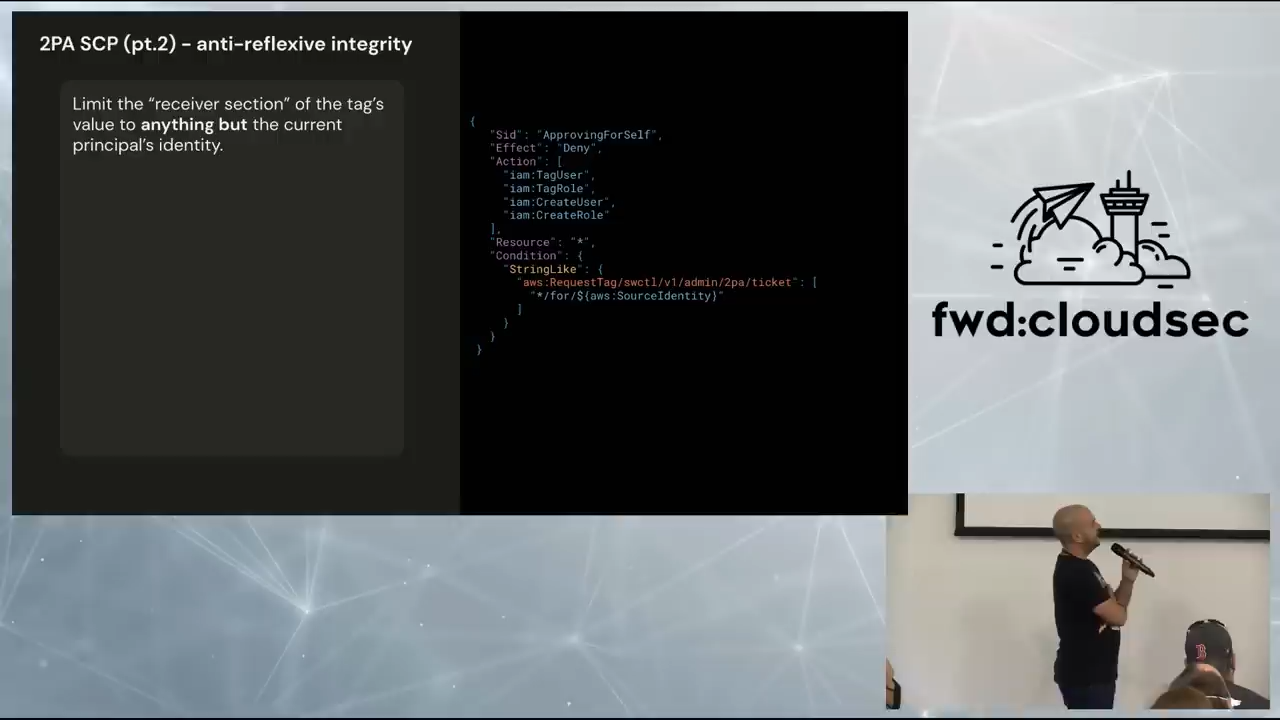 2PA SCP (pt.2) - anti-reflexive integrity
Limit the “receiver section” of the tag’s
value to anything but the current
principal’s identity.
{
"Sid": "ApprovingForSelf",
"Effect": "Deny",
"Action": [
"iam:TagUser",
"iam:TagRole",
"iam:CreateUser",
"iam:CreateRole"
],
"Resource": "*",
"Condition": {
"StringLike": {
"aws:RequestTag/swctl/v1/admin/2pa/ticket": [
"*/for/${aws:SourceIdentity}"
]
}
}
}
fwd:cloudsec
B